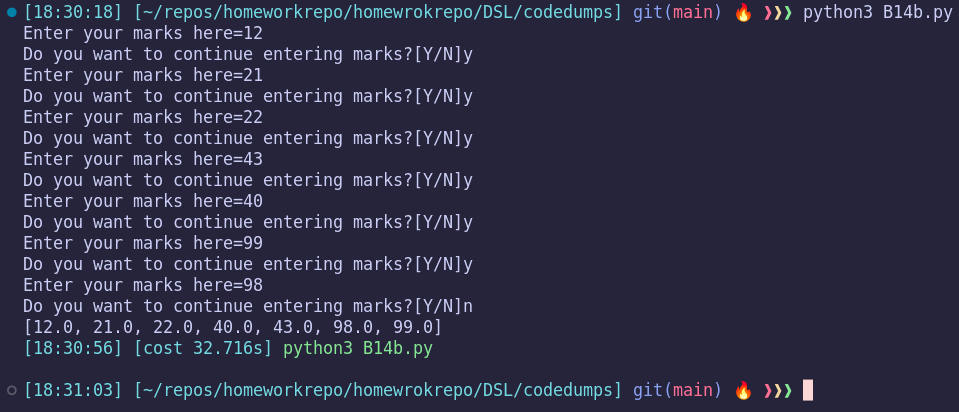 [18:30:18] [~/repos/homeworkrepo/homewrokrepo/DSL/codedumps] git(main) 🔥 ❯❯❯ python3 B14b.py
Enter your marks here=12
Do you want to continue entering marks?[Y/N]y
Enter your marks here=21
Do you want to continue entering marks?[Y/N]y
Enter your marks here=22
Do you want to continue entering marks?[Y/N]y
Enter your marks here=43
Do you want to continue entering marks?[Y/N]y
Enter your marks here=40
Do you want to continue entering marks?[Y/N]y
Enter your marks here=99
Do you want to continue entering marks?[Y/N]y
Enter your marks here=98
Do you want to continue entering marks?[Y/N]n
[12.0, 21.0, 22.0, 40.0, 43.0, 98.0, 99.0]
[18:30:56] [cost 32.716s] python3 B14b.py
[18:31:03] [~/repos/homeworkrepo/homewrokrepo/DSL/codedumps] git(main) 🔥 ❯❯❯